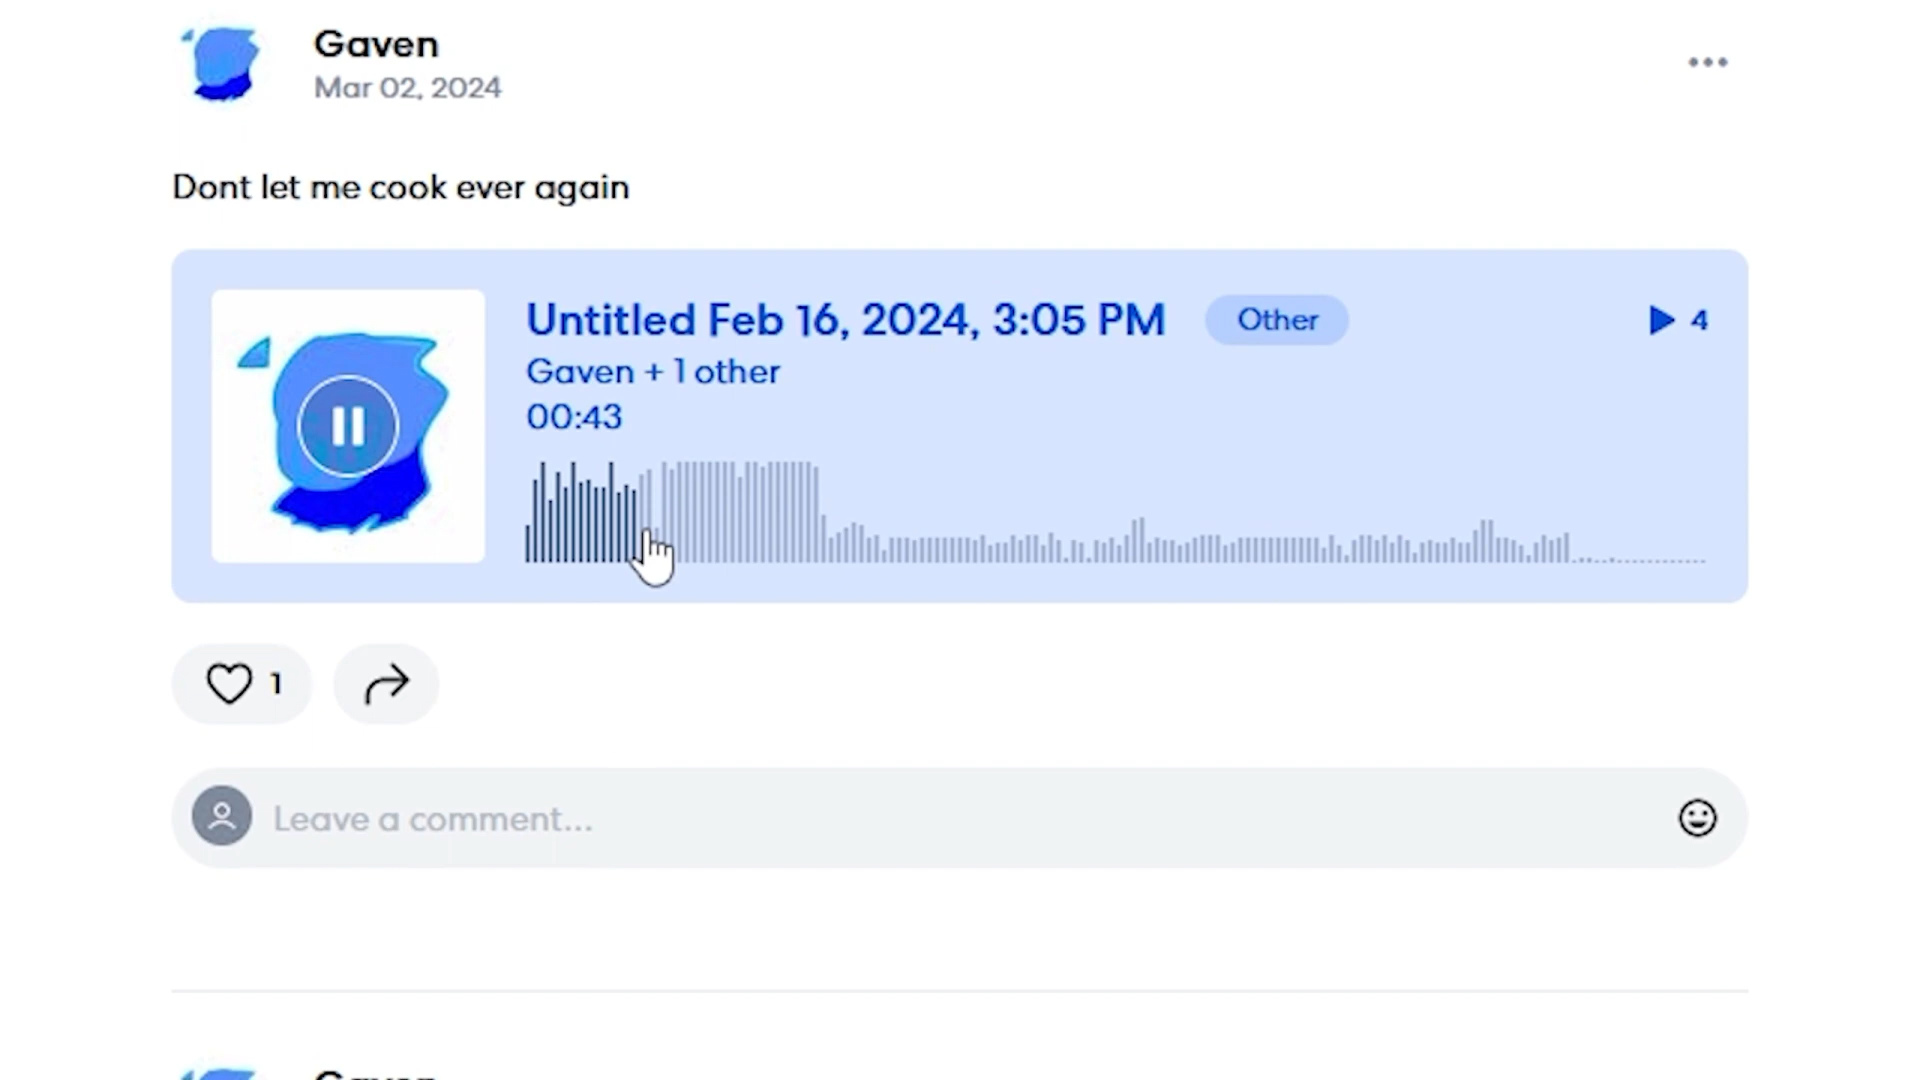 Gaven
Mar 02, 2024
Dont let me cook ever again
Untitled Feb 16, 2024, 3:05 PM
Other
4
Gaven + 1 other
00:43
1
Leave a comment...
Gaven